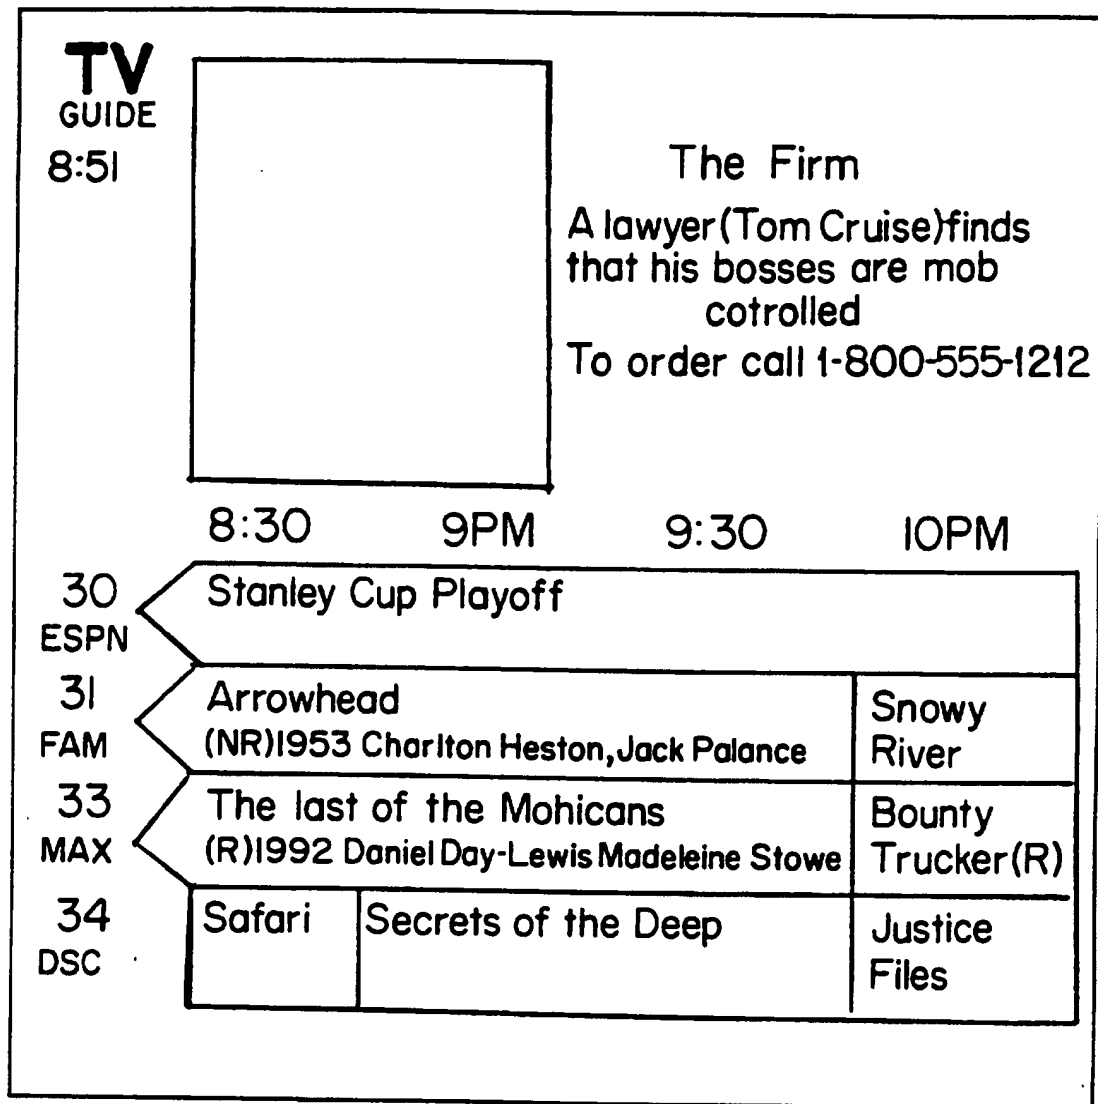 TV
GUIDE
8:51
The Firm
A lawyer(Tom Cruise)finds
that his bosses are mob
cotrolled
To order call 1-800-555-1212
8:30 9PM 9:30 10PM
30 Stanley Cup Playoff
ESPN
31 Arrowhead Snowy
FAM (NR)1953 Charlton Heston, Jack Palance River
33 The last of the Mohicans Bounty
MAX (R)1992 Daniel Day-Lewis Madeleine Stowe Trucker(R)
34 Safari Secrets of the Deep Justice
DSC Files